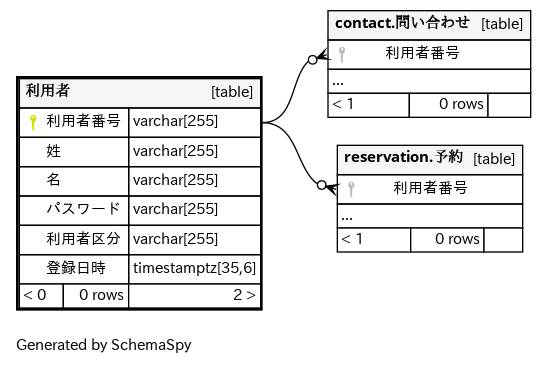 contact.問い合わせ [table]
利用者番号
...
< 1 0 rows
利用者 [table]
利用者番号 varchar[255]
姓 varchar[255]
名 varchar[255]
パスワード varchar[255]
利用者区分 varchar[255]
登録日時 timestamptz[35,6]
< 0 0 rows 2 >
reservation.予約 [table]
利用者番号
...
< 1 0 rows
Generated by SchemaSpy